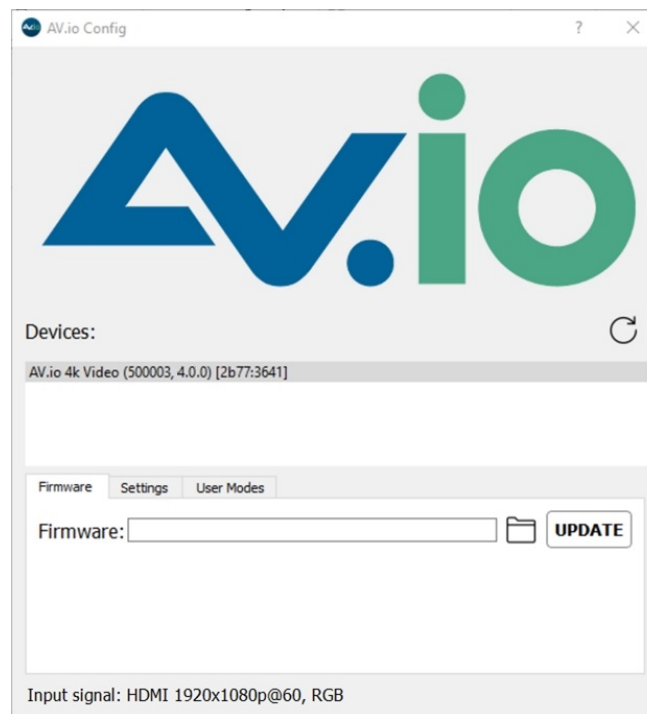 AV.io Config ? ×
AV.io
Devices:
AV.io 4k Video (500003, 4.0.0) [2b77:3641]
Firmware Settings User Modes
Firmware: UPDATE
Input signal: HDMI 1920x1080p@60, RGB